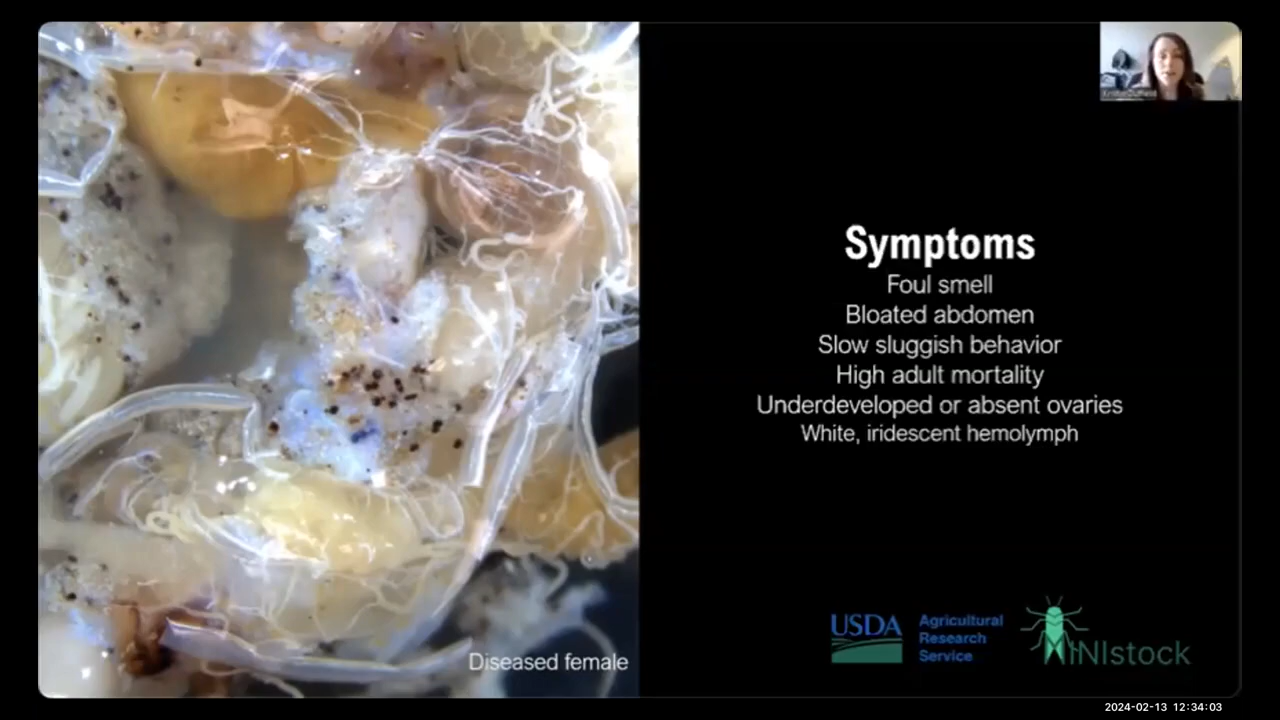 Symptoms
Foul smell
Bloated abdomen
Slow sluggish behavior
High adult mortality
Underdeveloped or absent ovaries
White, iridescent hemolymph
Diseased female
USDA
Agricultural
Research
Service
INIstock
2024-02-13 12:34:03